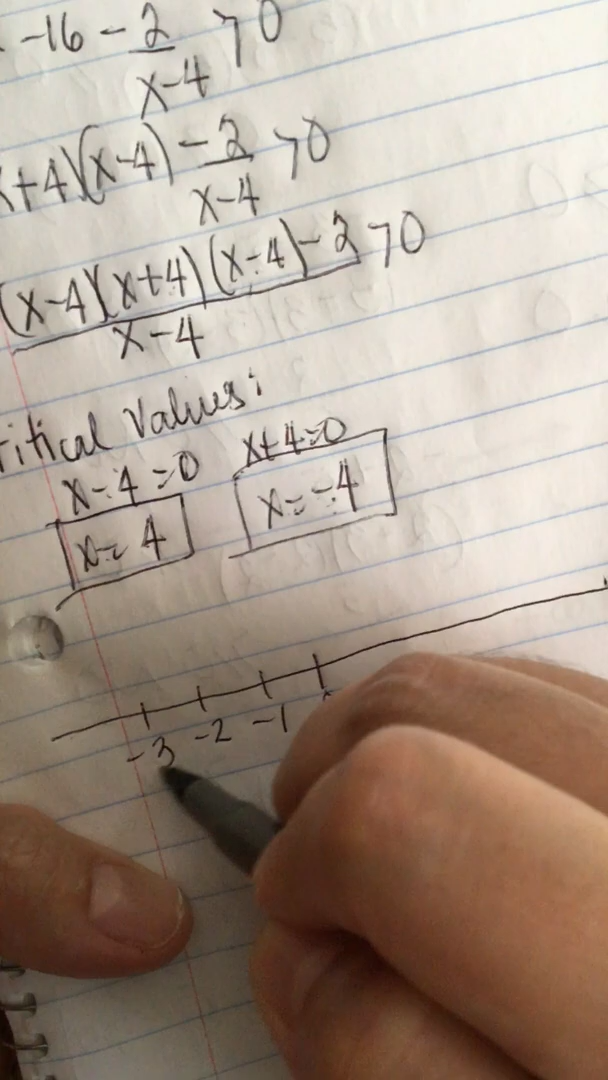 -16 - 2/x-4 >0
x+4)(x-4) - 2/x-4 >0
(x-4)(x+4)(x-4)-2/x-4 >0
ritical Values:
x-4=0 x+4=0
x=4 x=-4
-3 -2 -1